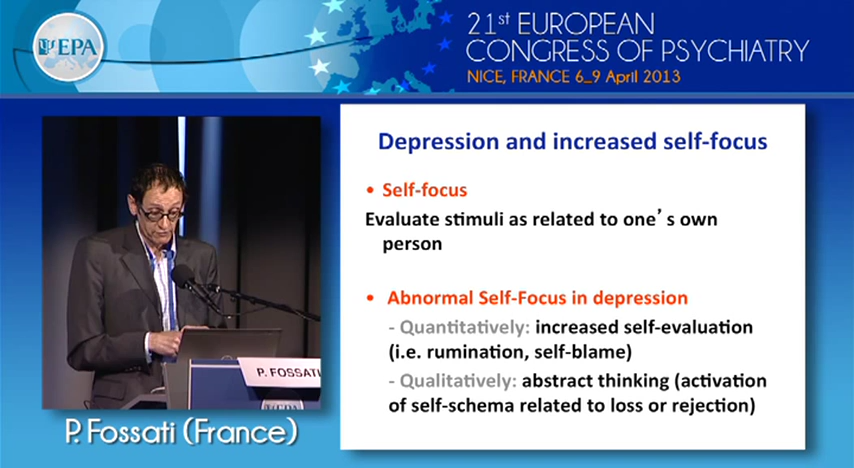 EPA
21st EUROPEAN
CONGRESS OF PSYCHIATRY
NICE, FRANCE 6_9 April 2013
Depression and increased self-focus
• Self-focus
Evaluate stimuli as related to one’s own
person
• Abnormal Self-Focus in depression
- Quantitatively: increased self-evaluation
(i.e. rumination, self-blame)
- Qualitatively: abstract thinking (activation
of self-schema related to loss or rejection)
P. FOSSATI
P. Fossati (France)